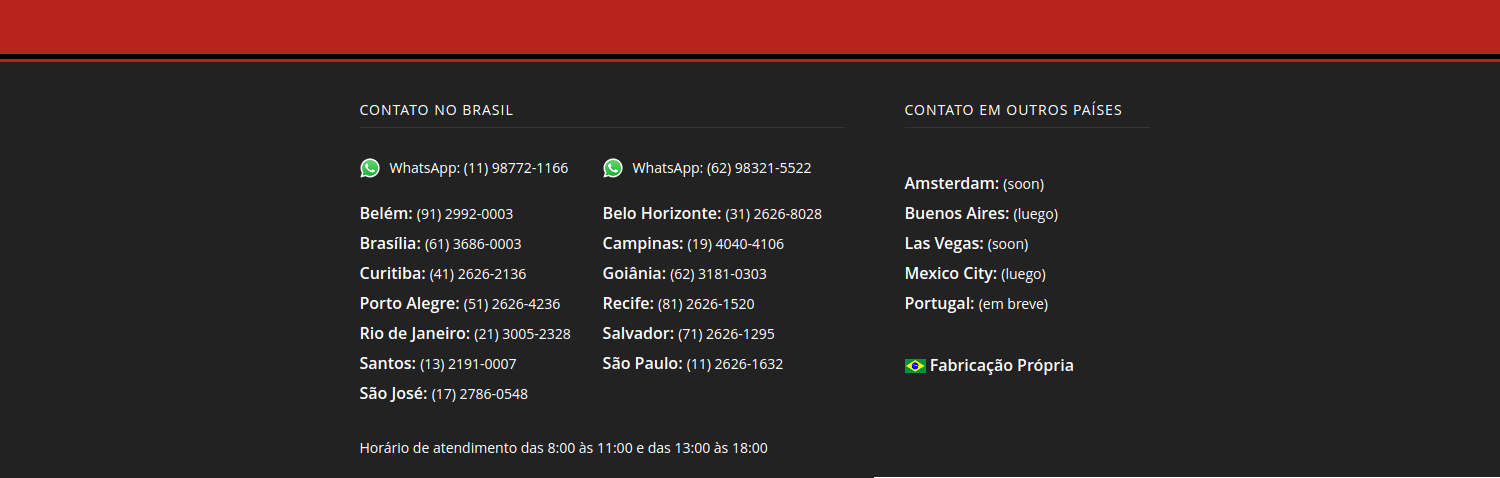 CONTATO NO BRASIL
WhatsApp: (11) 98772-1166
WhatsApp: (62) 98321-5522
Belém: (91) 2992-0003
Brasília: (61) 3686-0003
Curitiba: (41) 2626-2136
Porto Alegre: (51) 2626-4236
Rio de Janeiro: (21) 3005-2328
Santos: (13) 2191-0007
São José: (17) 2786-0548
Belo Horizonte: (31) 2626-8028
Campinas: (19) 4040-4106
Goiânia: (62) 3181-0303
Recife: (81) 2626-1520
Salvador: (71) 2626-1295
São Paulo: (11) 2626-1632
Horário de atendimento das 8:00 às 11:00 e das 13:00 às 18:00
CONTATO EM OUTROS PAÍSES
Amsterdam: (soon)
Buenos Aires: (luego)
Las Vegas: (soon)
Mexico City: (luego)
Portugal: (em breve)
Fabricação Própria